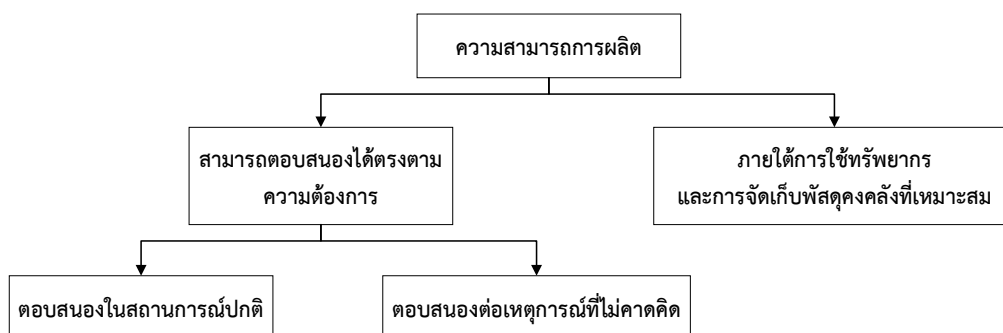 ความสามารถการผลิต
สามารถตอบสนองได้ตรงตาม
ความต้องการ
ภายใต้การใช้ทรัพยากร
และการจัดเก็บพัสดุคงคลังที่เหมาะสม
ตอบสนองในสถานการณ์ปกติ
ตอบสนองต่อเหตุการณ์ที่ไม่คาดคิด